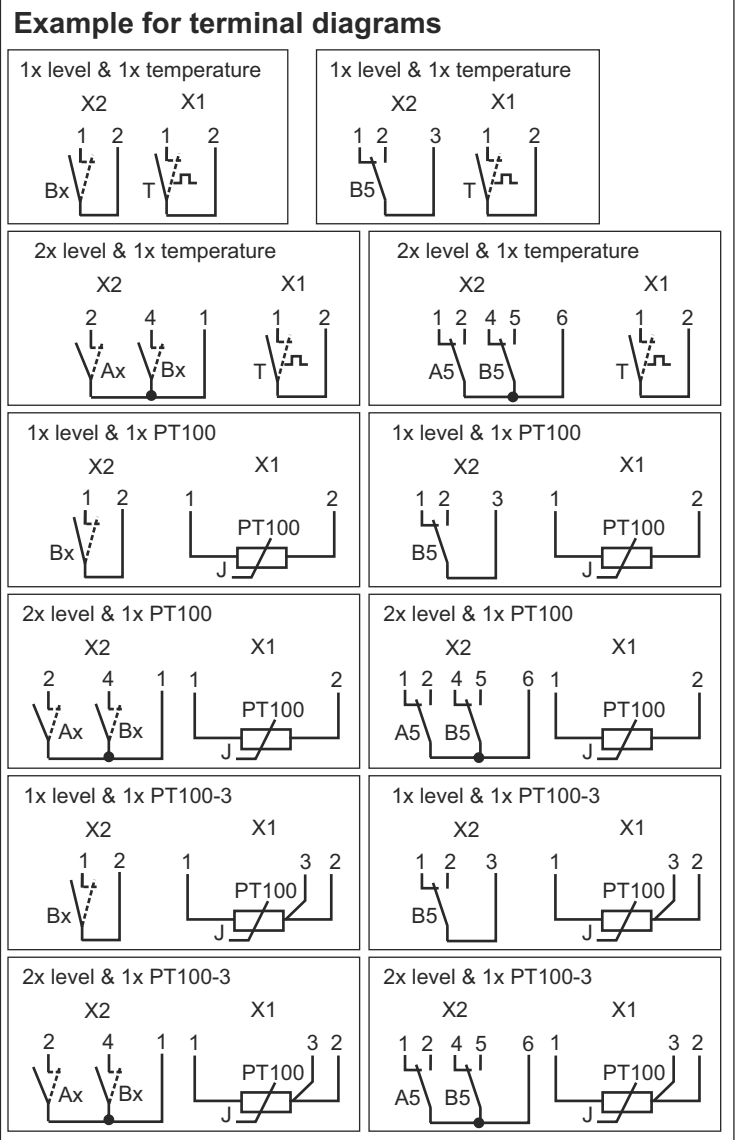 Example for terminal diagrams
1x level & 1x temperature
X2 X1
1 2 1 2
Bx T
1x level & 1x temperature
X2 X1
1 2 3 1 2
B5 T
2x level & 1x temperature
X2 X1
2 4 1 1 2
Ax Bx T
2x level & 1x temperature
X2 X1
1 2 4 5 6 1 2
A5 B5 T
1x level & 1x PT100
X2 X1
1 2 1 2
PT100
Bx J
1x level & 1x PT100
X2 X1
1 2 3 1 2
PT100
B5 J
2x level & 1x PT100
X2 X1
2 4 1 1 2
PT100
Ax Bx J
2x level & 1x PT100
X2 X1
1 2 4 5 6 1 2
PT100
A5 B5 J
1x level & 1x PT100-3
X2 X1
1 2 1 3 2
PT100
Bx J
1x level & 1x PT100-3
X2 X1
1 2 3 1 3 2
PT100
B5 J
2x level & 1x PT100-3
X2 X1
2 4 1 1 3 2
PT100
Ax Bx J
2x level & 1x PT100-3
X2 X1
1 2 4 5 6 1 3 2
PT100
A5 B5 J